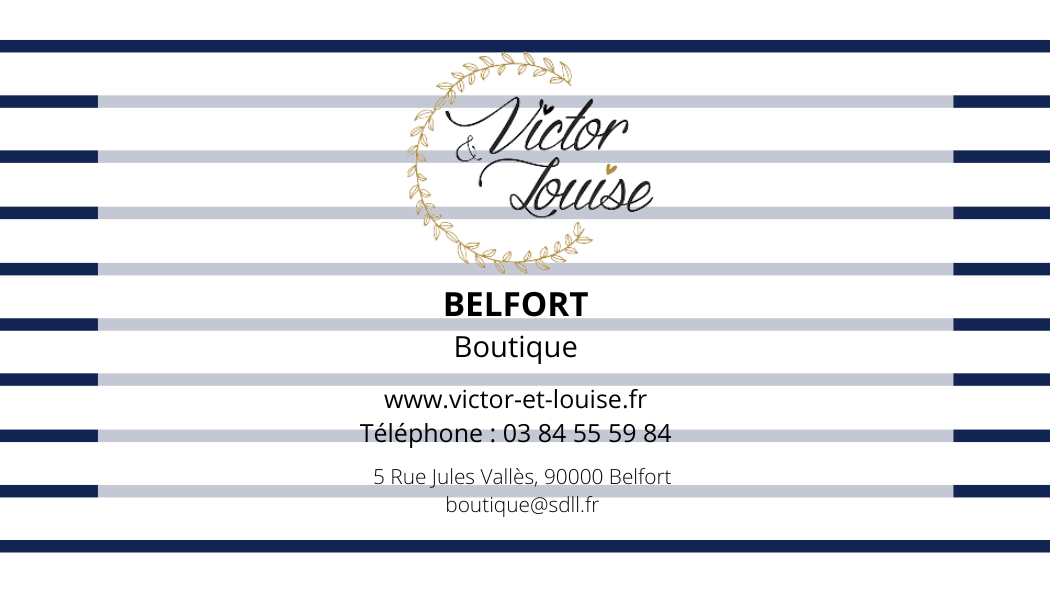 Victor
& Louise
BELFORT
Boutique
www.victor-et-louise.fr
Téléphone : 03 84 55 59 84
5 Rue Jules Vallès, 90000 Belfort
boutique@sdll.fr